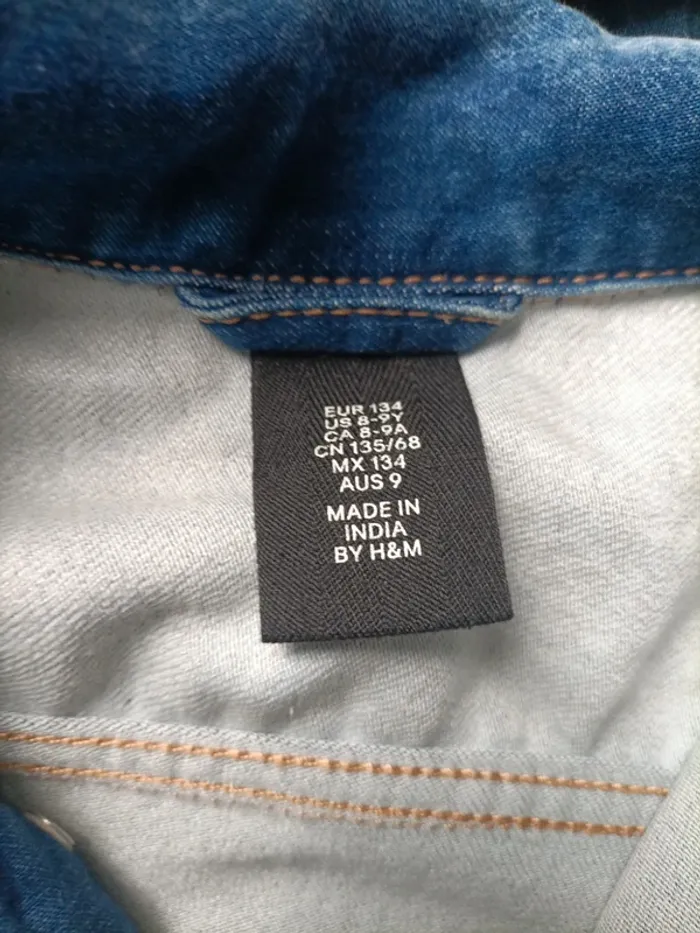 EUR 134
US 8-9Y
CA 8-9A
CN 135/68
MX 134
AUS 9
MADE IN
INDIA
BY H&M